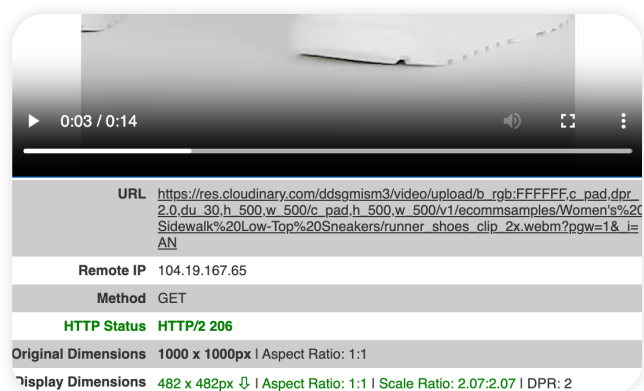 0:03 / 0:14
URL https://res.cloudinary.com/ddsgmism3/video/upload/b_rgb:FFFFFF,c_pad,dpr_
2.0,du_30,h_500,w_500/c_pad,h_500,w_500/v1/ecommsamples/Women's%20
Sidewalk%20Low-Top%20Sneakers/runner_shoes_clip_2x.webm?pgw=1&_i=
AN
Remote IP 104.19.167.65
Method GET
HTTP Status HTTP/2 206
Original Dimensions 1000 x 1000px | Aspect Ratio: 1:1
Display Dimensions 482 x 482px ⇩ | Aspect Ratio: 1:1 | Scale Ratio: 2.07:2.07 | DPR: 2